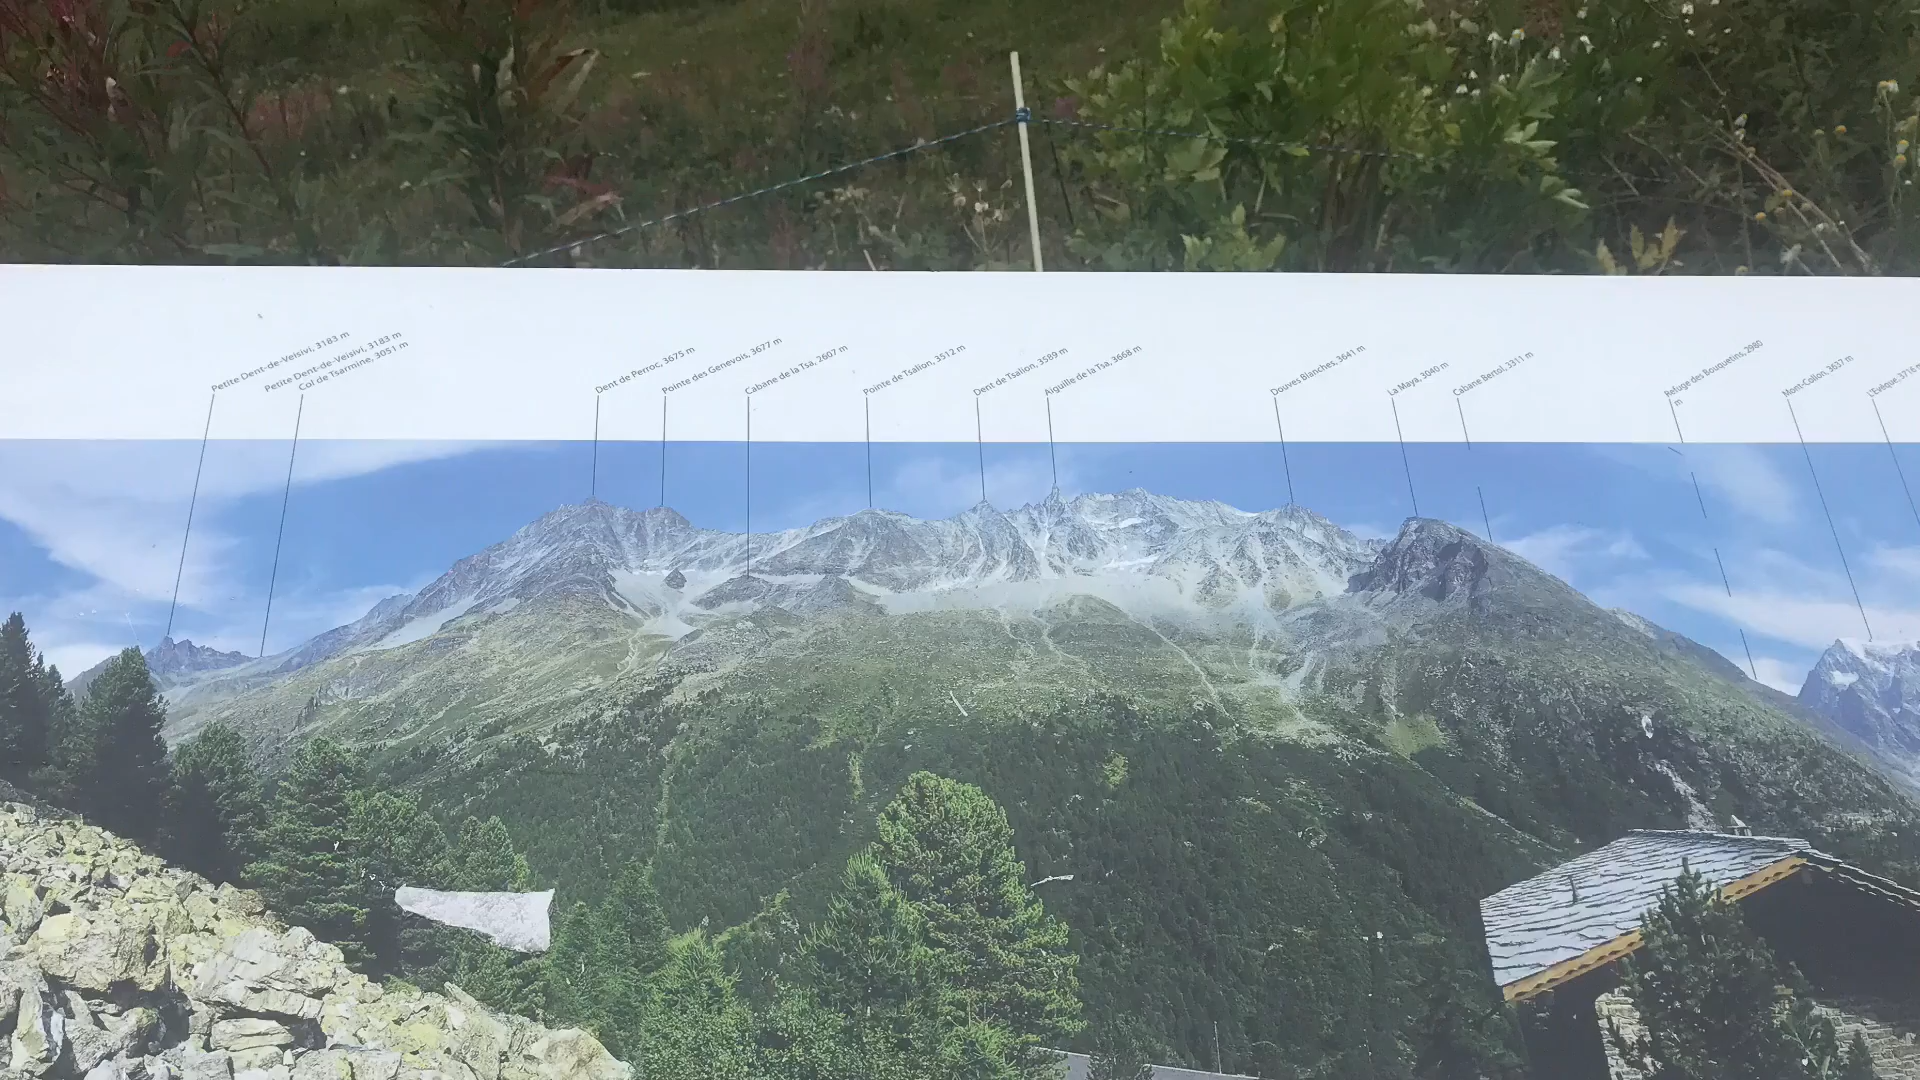 Petite Dent-de-Veisivi, 3183 m
Petite Dent-de-Veisivi, 3183 m
Col de Tsarmine, 3051 m
Dent de Perroc, 3675 m
Pointe des Genevois, 3677 m
Cabane de la Tsa, 2607 m
Pointe de Tsalion, 3512 m
Dent de Tsalion, 3589 m
Aiguille de la Tsa, 3668 m
Douves Blanches, 3641 m
La Maya, 3040 m
Cabane Bertol, 3311 m
Refuge des Bouquetins, 2980
m
Mont-Collon, 3637 m
L'Evêque, 3716